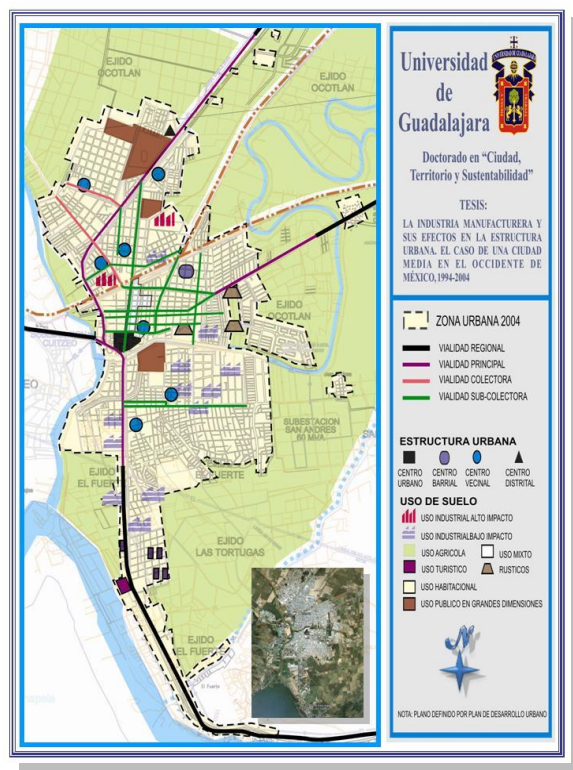 EJIDO
OCOTLAN
EJIDO
OCOTLAN
EJIDO
OCOTLAN
CUITZEO
EO
SUBESTACION
SAN ANDRES
60 MVA.
EJIDO
EL FUERTE
FUERTE
EJIDO
LAS TORTUGAS
EJIDO
EL FUERTE
El Fuerte
Universidad
de
Guadalajara
Doctorado en “Ciudad,
Territorio y Sustentabilidad”
TESIS:
LA INDUSTRIA MANUFACTURERA Y
SUS EFECTOS EN LA ESTRUCTURA
URBANA. EL CASO DE UNA CIUDAD
MEDIA EN EL OCCIDENTE DE
MÉXICO,1994-2004
ZONA URBANA 2004
VIALIDAD REGIONAL
VIALIDAD PRINCIPAL
VIALIDAD COLECTORA
VIALIDAD SUB-COLECTORA
ESTRUCTURA URBANA
CENTRO URBANO
CENTRO BARRIAL
CENTRO VECINAL
CENTRO DISTRITAL
USO DE SUELO
USO INDUSTRIAL ALTO IMPACTO
USO INDUSTRIALBAJO IMPACTO
USO AGRICOLA
USO MIXTO
USO TURISTICO
RUSTICOS
USO HABITACIONAL
USO PUBLICO EN GRANDES DIMENSIONES
N
NOTA: PLANO DEFINIDO POR PLAN DE DESARROLLO URBANO